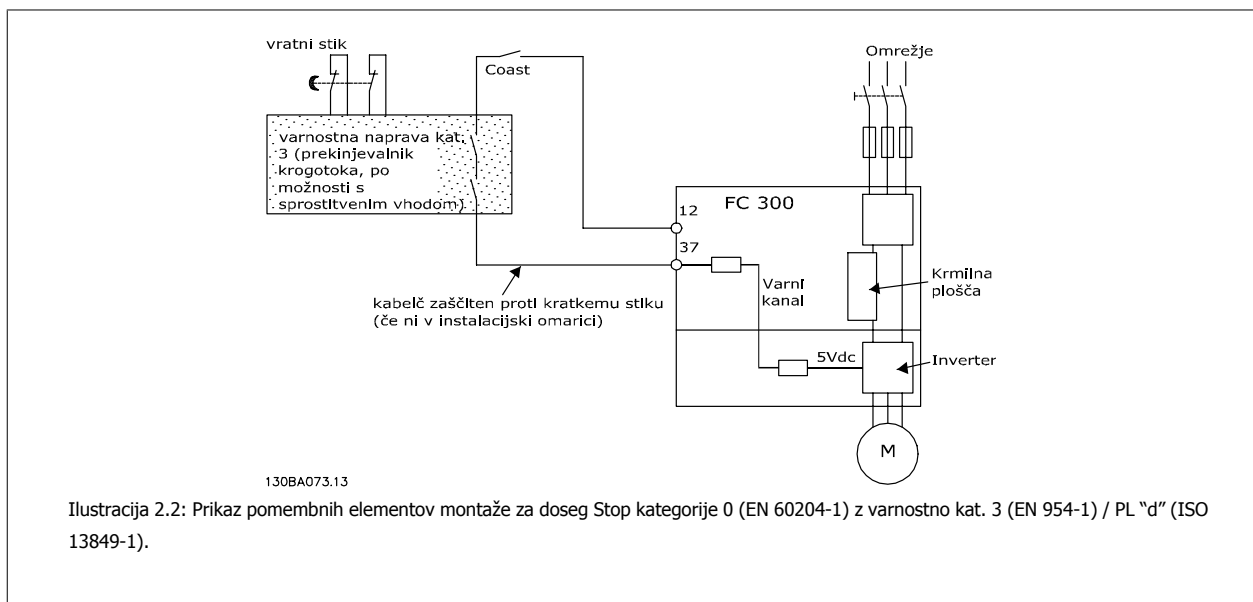 vratni stik
Coast
Omrežje
varnostna naprava kat.
3 (prekinjevalnik
krogotoka, po
možnosti s
sprostitvenim vhodom)
12
FC 300
37
Varni
kanal
Krmilna
plošča
kabelč zaščiten proti kratkemu stiku
(če ni v instalacijski omarici)
5Vdc
Inverter
M
130BA073.13
Ilustracija 2.2: Prikaz pomembnih elementov montaže za doseg Stop kategorije 0 (EN 60204-1) z varnostno kat. 3 (EN 954-1) / PL “d” (ISO
13849-1).